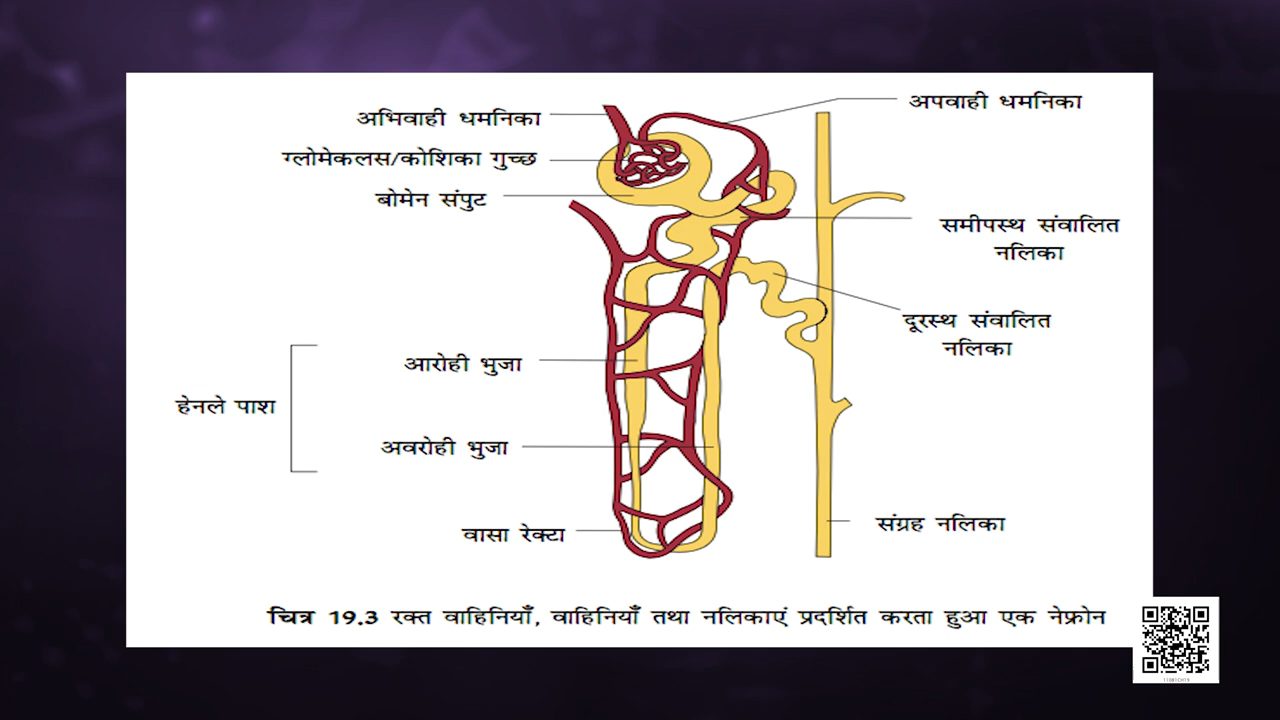 अभिवाही धमनिका
अपवाही धमनिका
ग्लोमेकलस/कोशिका गुच्छ
बोमेन संपुट
समीपस्थ संवालित
नलिका
दूरस्थ संवालित
नलिका
आरोही भुजा
हेनले पाश
अवरोही भुजा
वासा रेक्टा
संग्रह नलिका
चित्र 19.3 रक्त वाहिनियाँ, वाहिनियाँ तथा नलिकाएं प्रदर्शित करता हुआ एक नेफ्रोन